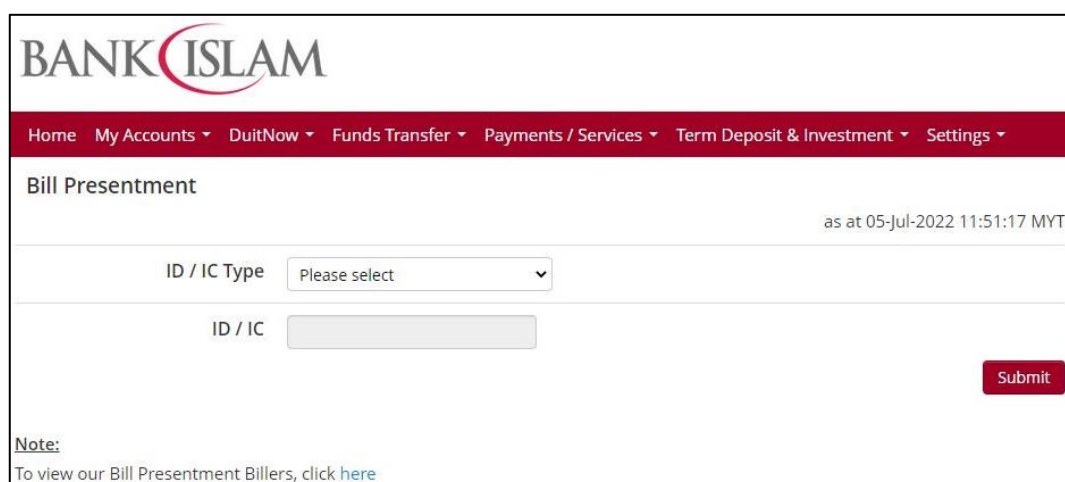 BANK ISLAM
Home My Accounts DuitNow Funds Transfer Payments / Services Term Deposit & Investment Settings
Bill Presentment
as at 05-Jul-2022 11:51:17 MYT
ID / IC Type Please select
ID / IC
Submit
Note:
To view our Bill Presentment Billers, click here